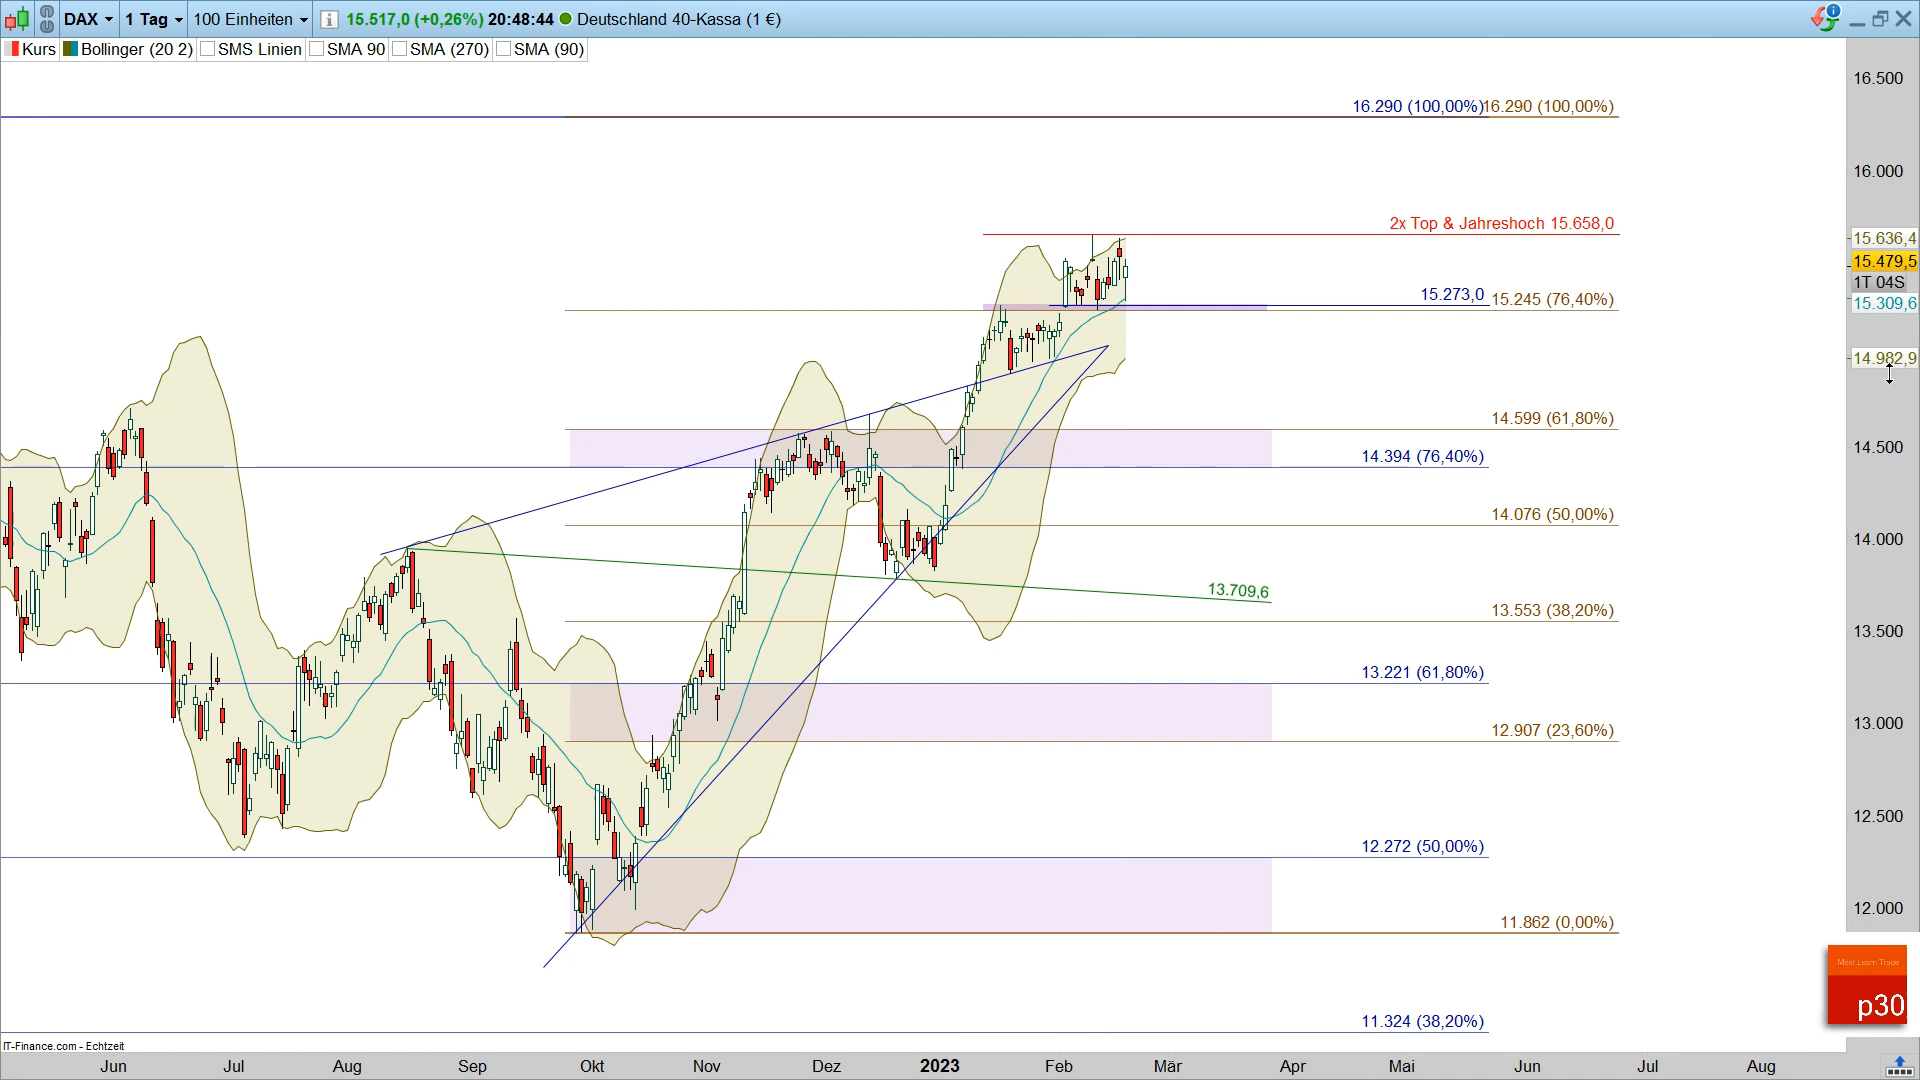 DAX 1 Tag 100 Einheiten 15.517,0 (+0,26%) 20:48:44 Deutschland 40-Kassa (1 €)
Kurs Bollinger (20 2) SMS Linien SMA 90 SMA (270) SMA (90)
16.500
16.290 (100,00%) 16.290 (100,00%)
16.000
2x Top & Jahreshoch 15.658,0
15.636,4
15.479,5
1T 04S
15.273,0 15.245 (76,40%)
15.309,6
14.982,9
14.599 (61,80%)
14.500
14.394 (76,40%)
14.076 (50,00%)
14.000
13.709,6
13.553 (38,20%)
13.500
13.221 (61,80%)
13.000
12.907 (23,60%)
12.500
12.272 (50,00%)
12.000
11.862 (0,00%)
Meet Learn Trade
p30
11.324 (38,20%)
IT-Finance.com - Echtzeit
Jun Jul Aug Sep Okt Nov Dez 2023 Feb Mär Apr Mai Jun Jul Aug